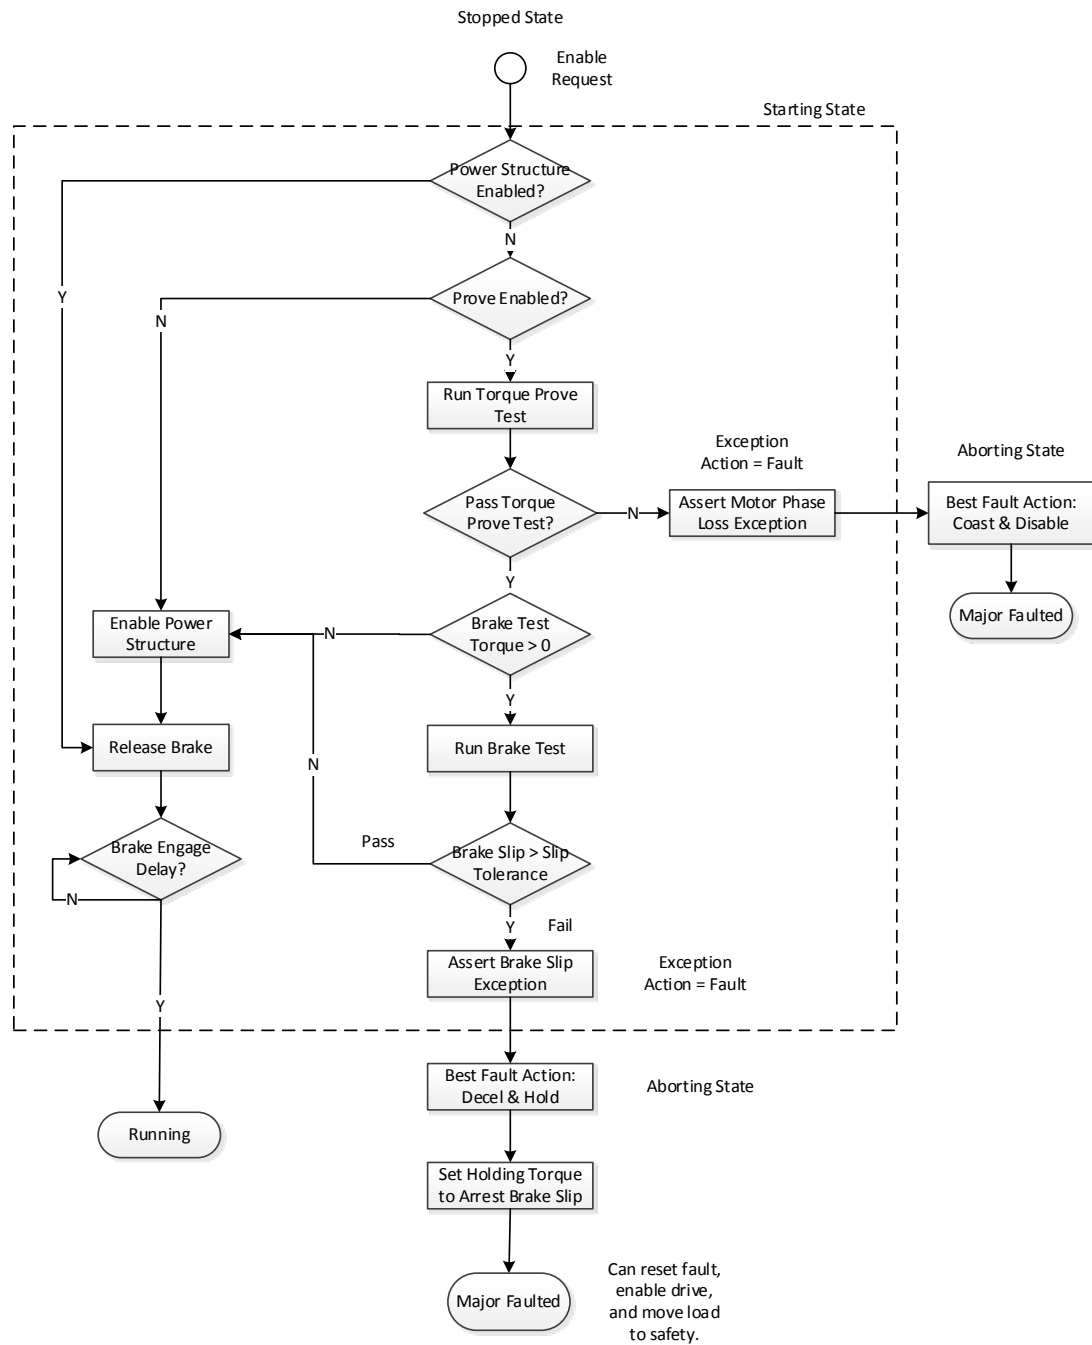 Stopped State
Enable
Request
Starting State
Power Structure
Enabled?
N
Y
Prove Enabled?
N
Y
Run Torque Prove
Test
Exception
Action = Fault
Aborting State
Pass Torque
Prove Test?
N
Assert Motor Phase
Loss Exception
Best Fault Action:
Coast & Disable
Y
Major Faulted
Enable Power
Structure
N
Brake Test
Torque > 0
Y
Release Brake
Run Brake Test
N
Pass
Brake Engage
Delay?
N
Brake Slip > Slip
Tolerance
Y
Fail
Assert Brake Slip
Exception
Exception
Action = Fault
Y
Best Fault Action:
Decel & Hold
Aborting State
Running
Set Holding Torque
to Arrest Brake Slip
Major Faulted
Can reset fault,
enable drive,
and move load
to safety.